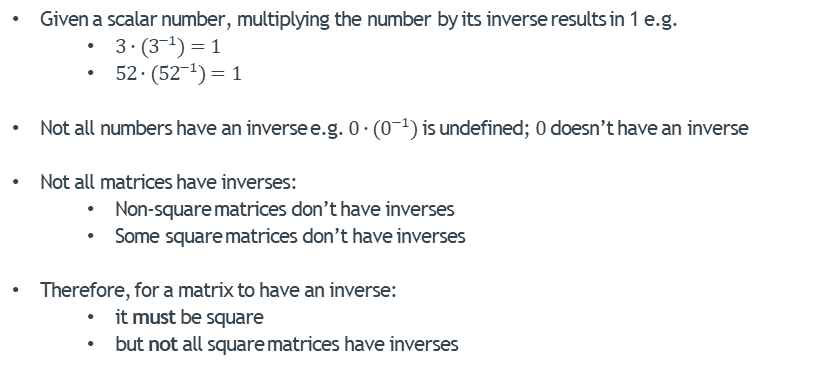 • Given a scalar number, multiplying the number by its inverse results in 1 e.g.
• 3 · (3⁻¹) = 1
• 52 · (52⁻¹) = 1
• Not all numbers have an inverse e.g. 0 · (0⁻¹) is undefined; 0 doesn't have an inverse
• Not all matrices have inverses:
• Non-square matrices don't have inverses
• Some square matrices don't have inverses
• Therefore, for a matrix to have an inverse:
• it must be square
• but not all square matrices have inverses